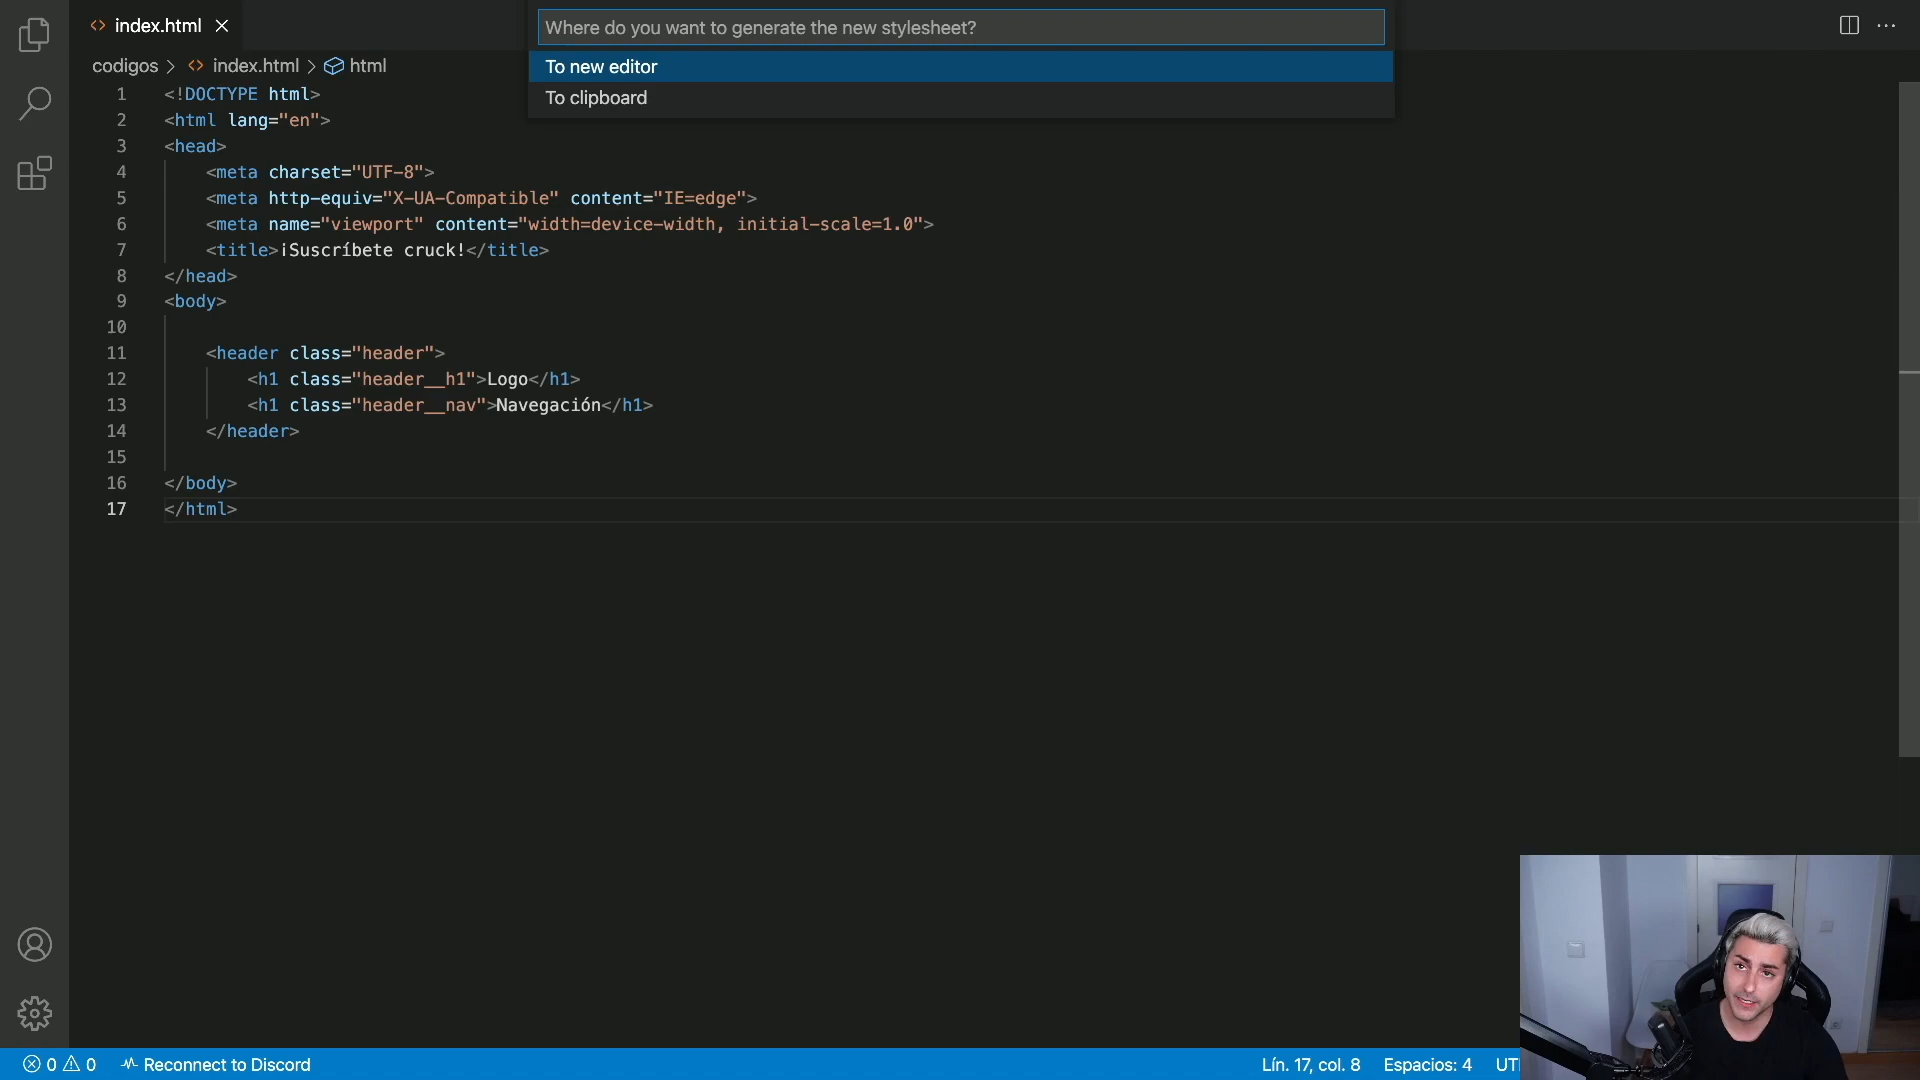 index.html
Where do you want to generate the new stylesheet?
To new editor
To clipboard
codigos > index.html > html
1 <!DOCTYPE html>
2 <html lang="en">
3 <head>
4 <meta charset="UTF-8">
5 <meta http-equiv="X-UA-Compatible" content="IE=edge">
6 <meta name="viewport" content="width=device-width, initial-scale=1.0">
7 <title>¡Suscríbete cruck!</title>
8 </head>
9 <body>
10
11 <header class="header">
12 <h1 class="header__h1">Logo</h1>
13 <h1 class="header__nav">Navegación</h1>
14 </header>
15
16 </body>
17 </html>
0 0 Reconnect to Discord
Lín. 17, col. 8 Espacios: 4 UT